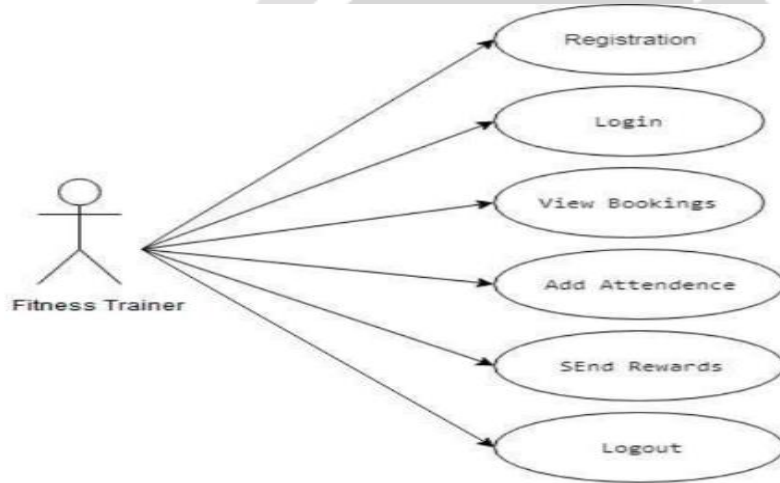 Registration
Login
View Bookings
Add Attendence
SEnd Rewards
Logout
Fitness Trainer